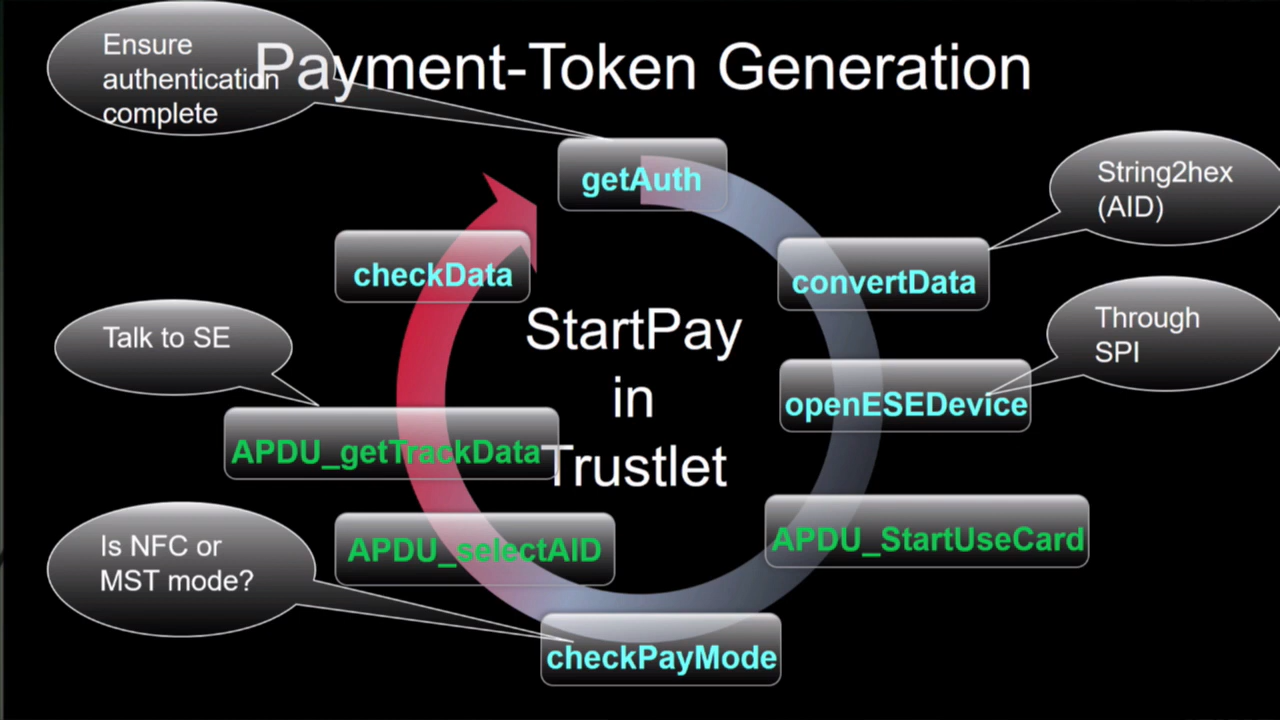 Payment-Token Generation
Ensure
authentication
complete
getAuth
String2hex
(AID)
convertData
Through
SPI
openESEDevice
APDU_StartUseCard
checkPayMode
Is NFC or
MST mode?
APDU_selectAID
APDU_getTrackData
Talk to SE
checkData
StartPay
in
Trustlet